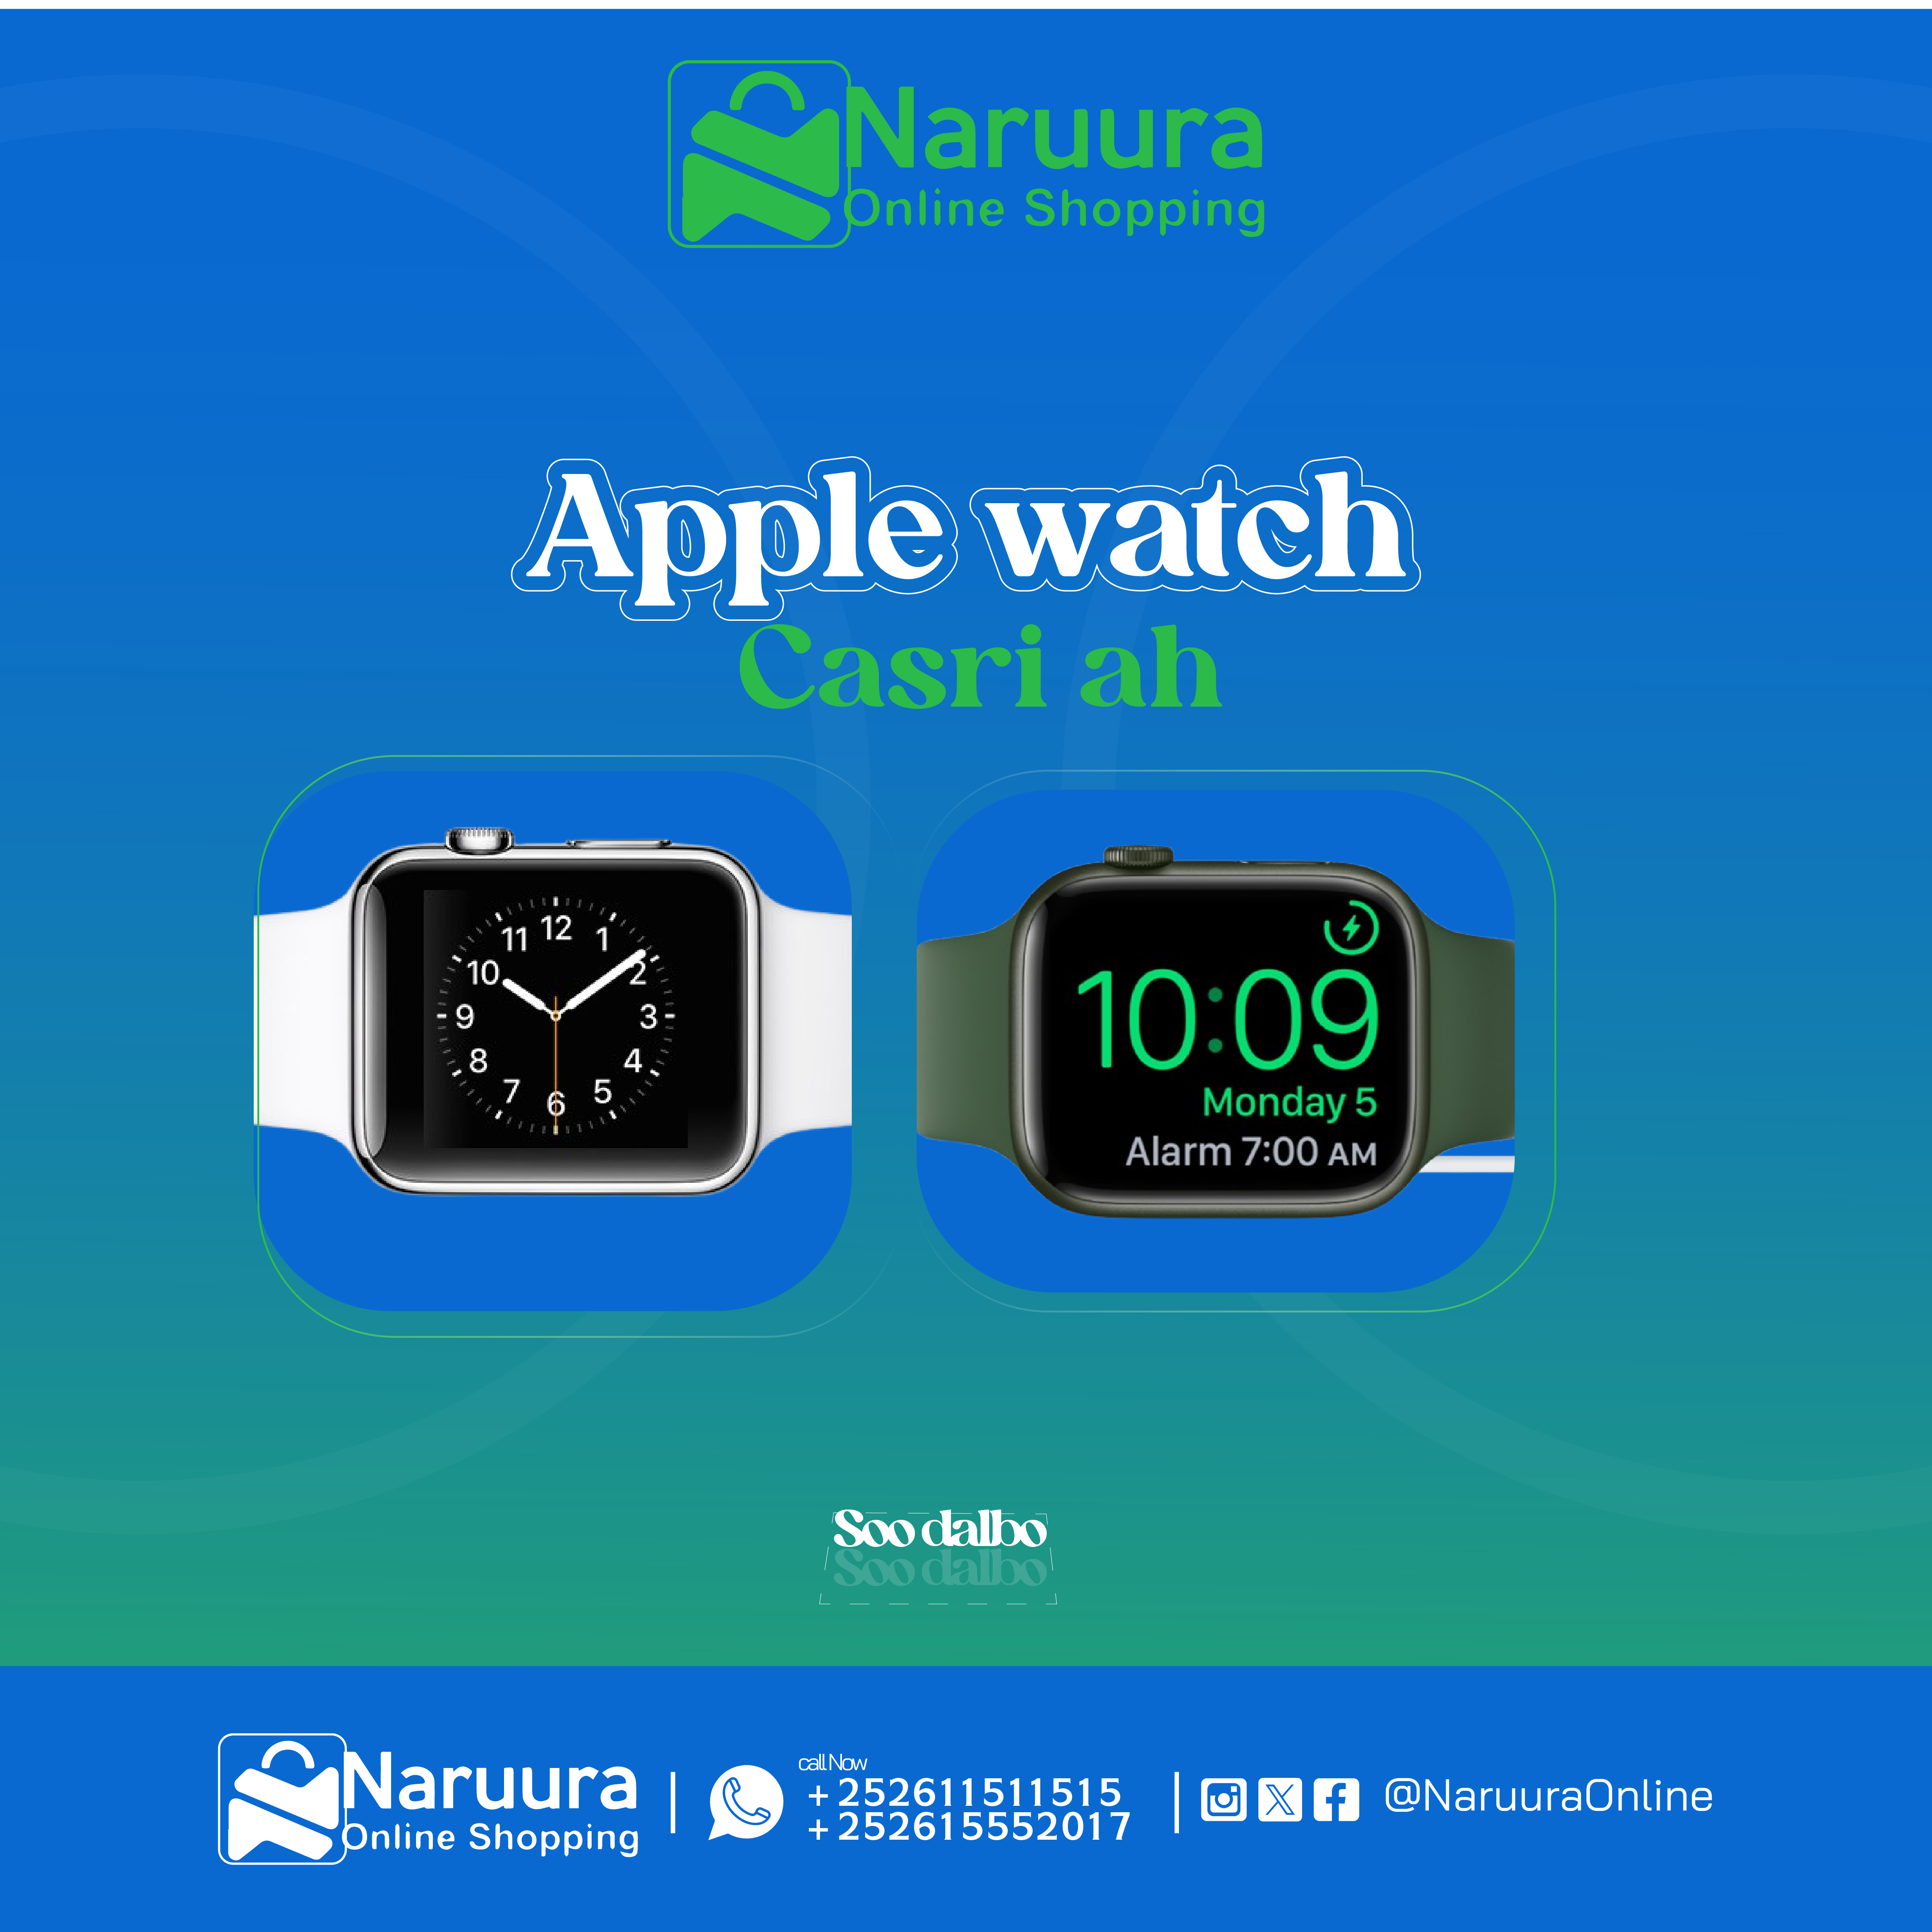 Naruura
Online Shopping
Apple watch
Casri ah
12
11
1
10
2
9
3
8
4
7
5
6
10:09
Monday 5
Alarm 7:00 AM
Soo dalbo
Soo dalbo
Naruura
Online Shopping
call Now
+252611511515
+252615552017
@NaruuraOnline